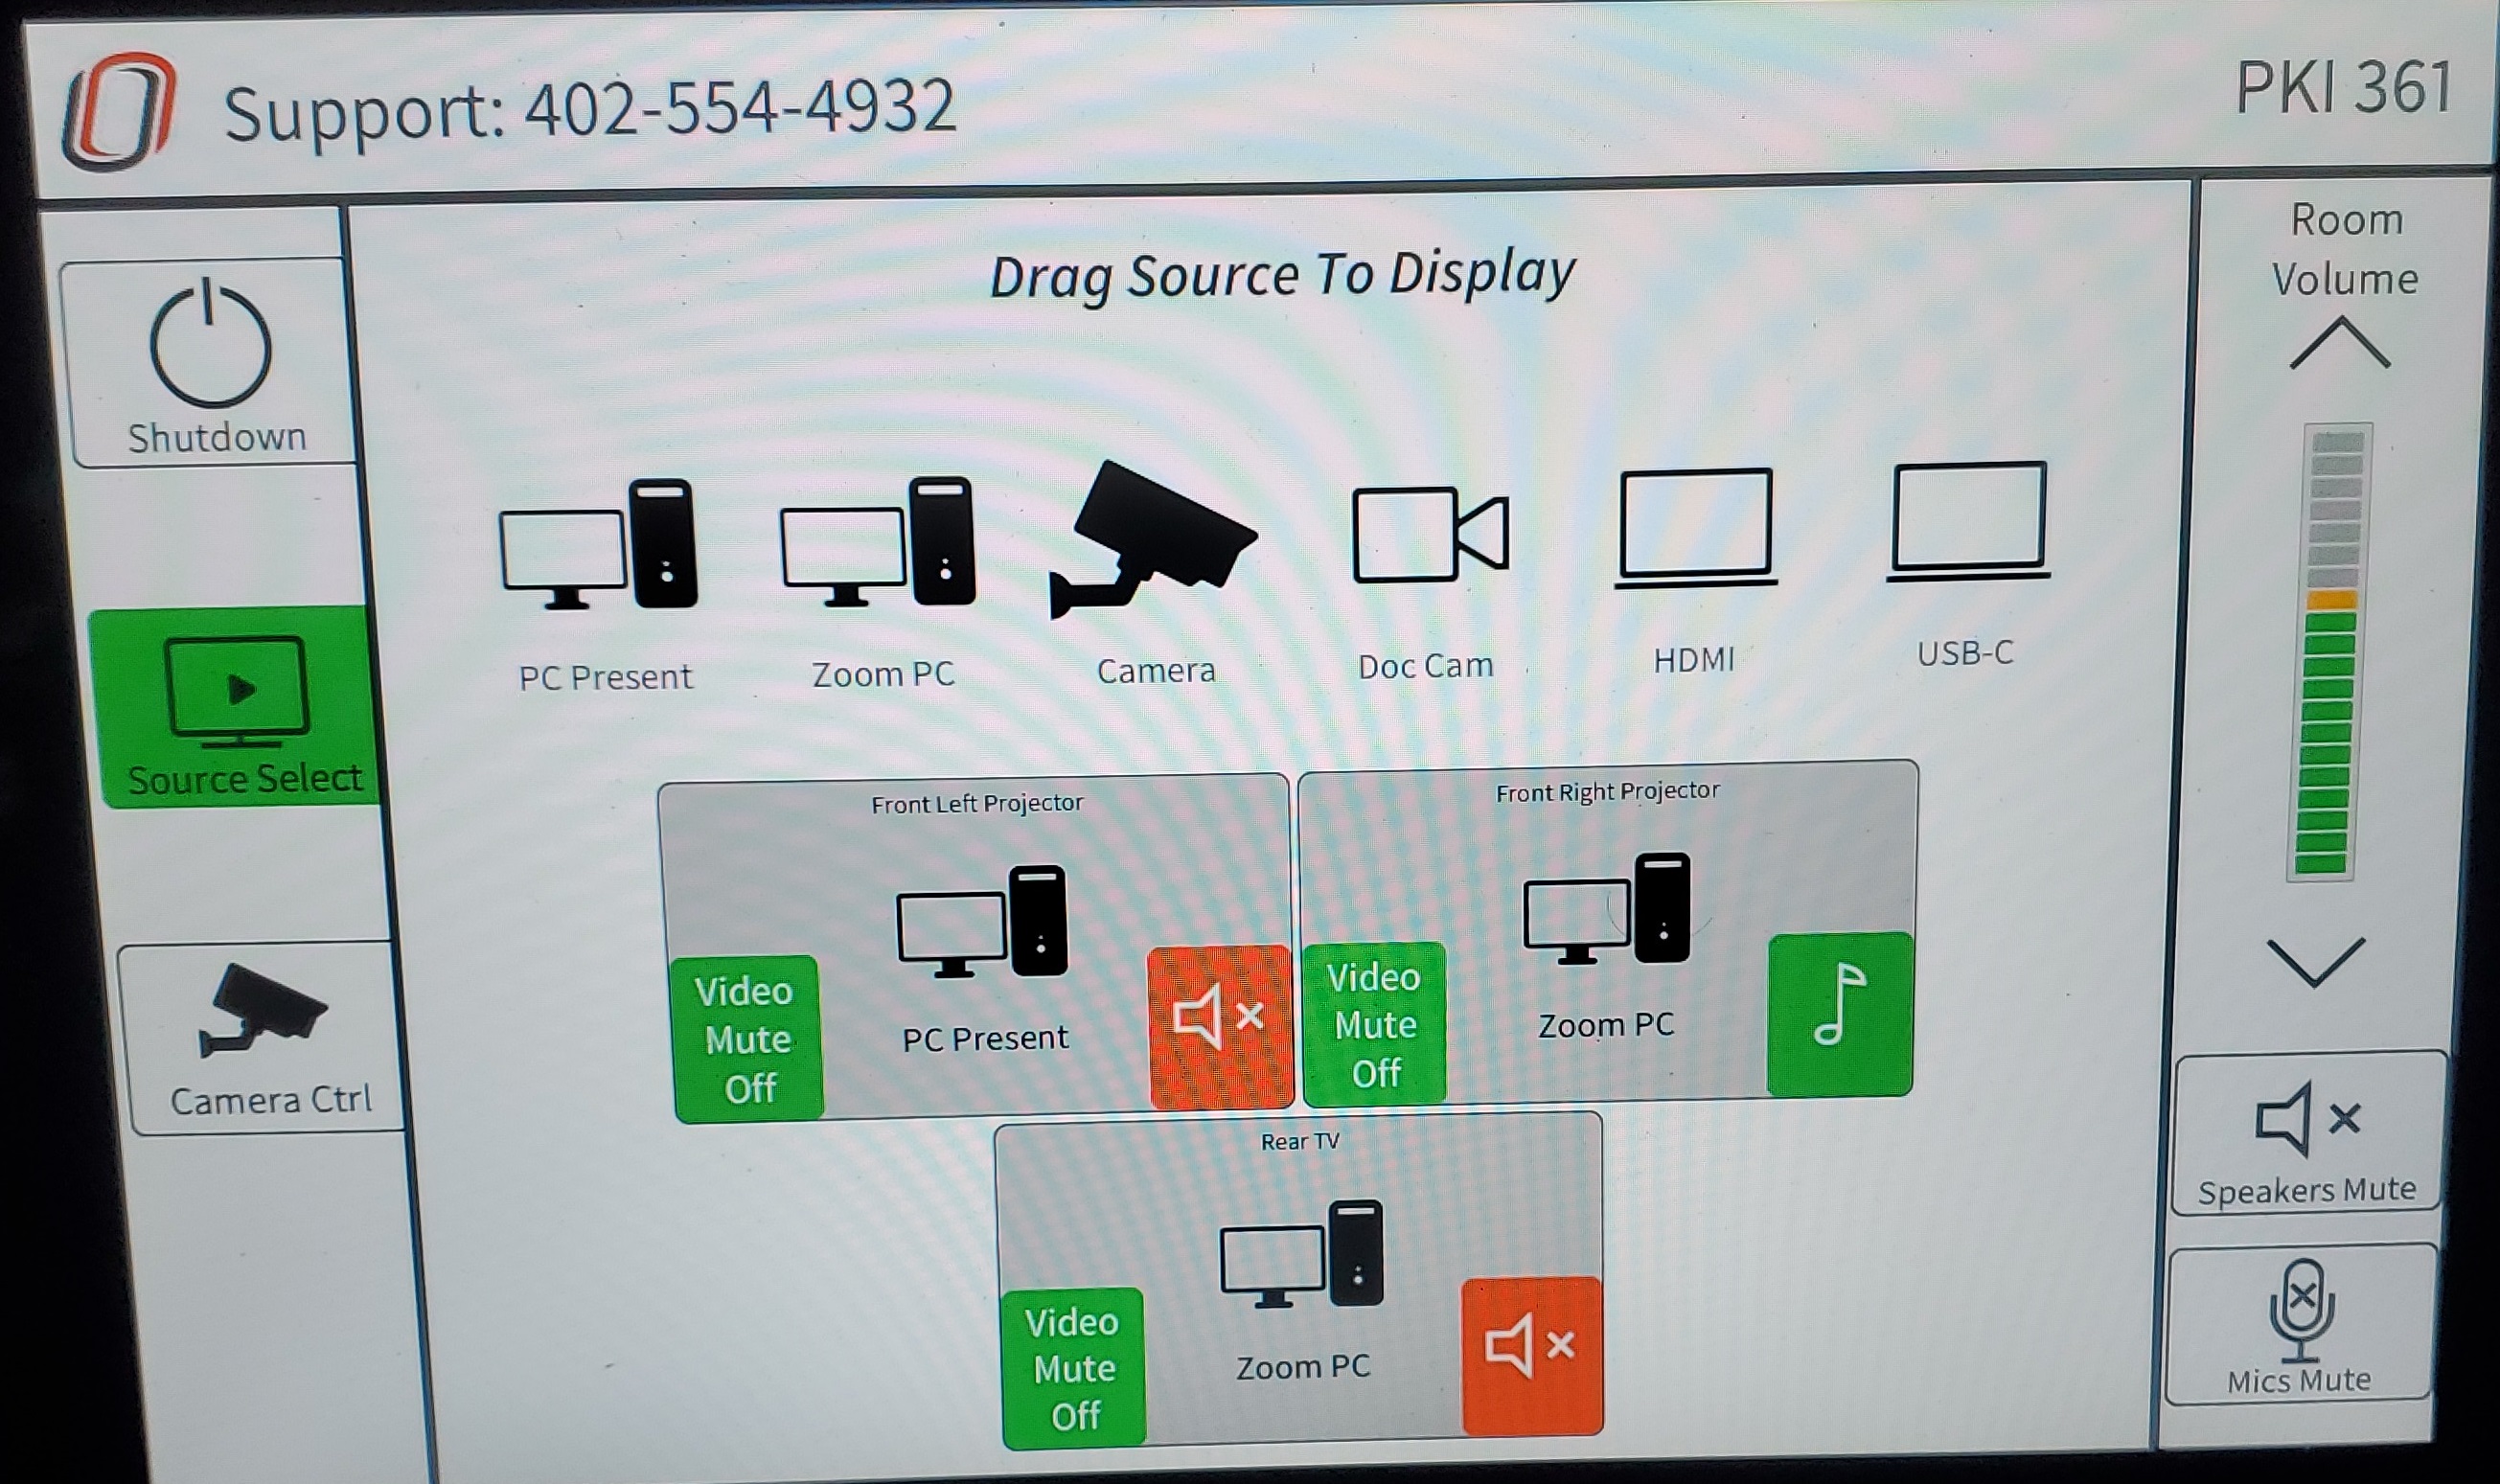 Support: 402-554-4932
PKI 361
Shutdown
Source Select
Camera Ctrl
Drag Source To Display
PC Present
Zoom PC
Camera
Doc Cam
HDMI
USB-C
Front Left Projector
Video
Mute
Off
PC Present
Front Right Projector
Video
Mute
Off
Zoom PC
Rear TV
Video
Mute
Off
Zoom PC
Room
Volume
Speakers Mute
Mics Mute